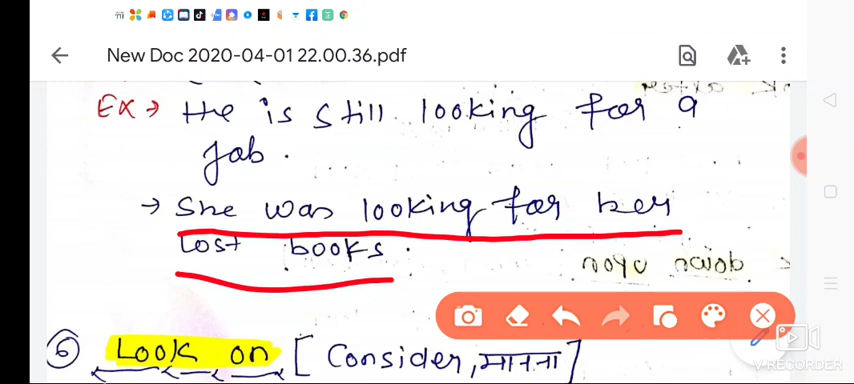 New Doc 2020-04-01 22.00.36.pdf
Ex → He is still looking for a
job.
→ She was looking for her
lost books.
⑥ Look on [Consider, मानना]
V-RECORDER